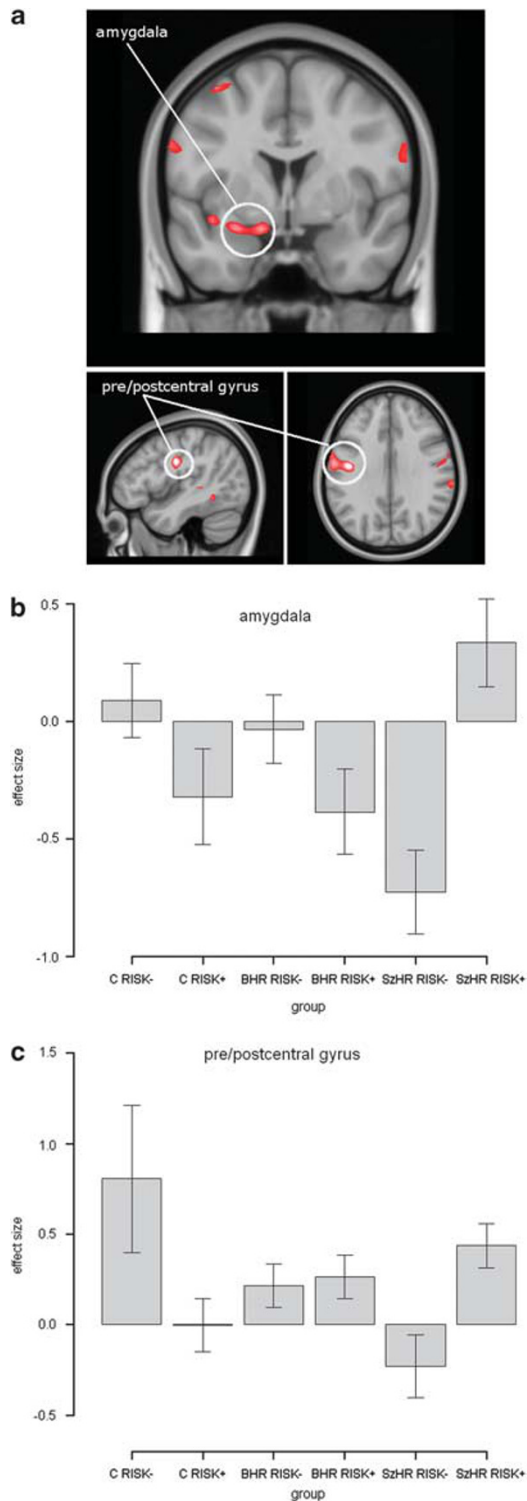 a
amygdala
pre/postcentral gyrus
b
amygdala
effect size
0.5
0.0
-0.5
-1.0
C RISK- C RISK+ BHR RISK- BHR RISK+ SzHR RISK- SzHR RISK+
group
c
pre/postcentral gyrus
effect size
1.5
1.0
0.5
0.0
-0.5
C RISK- C RISK+ BHR RISK- BHR RISK+ SzHR RISK- SzHR RISK+
group